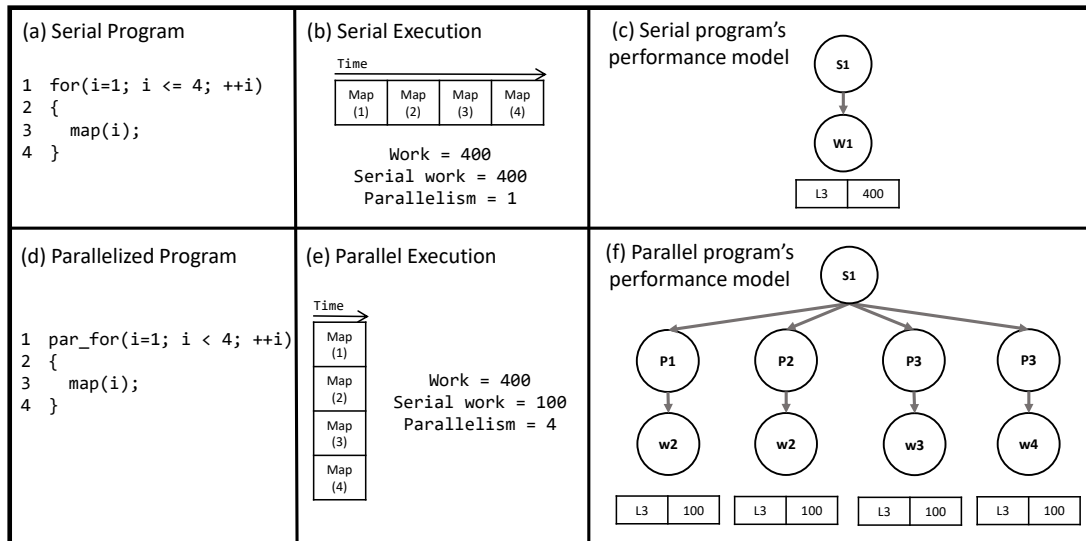 (a) Serial Program
1 for(i=1; i <= 4; ++i)
2 {
3 map(i);
4 }
(b) Serial Execution
Time
Map Map Map Map
(1) (2) (3) (4)
Work = 400
Serial work = 400
Parallelism = 1
(c) Serial program's
performance model
S1
W1
L3 400
(d) Parallelized Program
1 par_for(i=1; i < 4; ++i)
2 {
3 map(i);
4 }
(e) Parallel Execution
Time
Map
(1)
Map
(2)
Map
(3)
Map
(4)
Work = 400
Serial work = 100
Parallelism = 4
(f) Parallel program's
performance model
S1
P1 P2 P3 P3
w2 w2 w3 w4
L3 100 L3 100 L3 100 L3 100